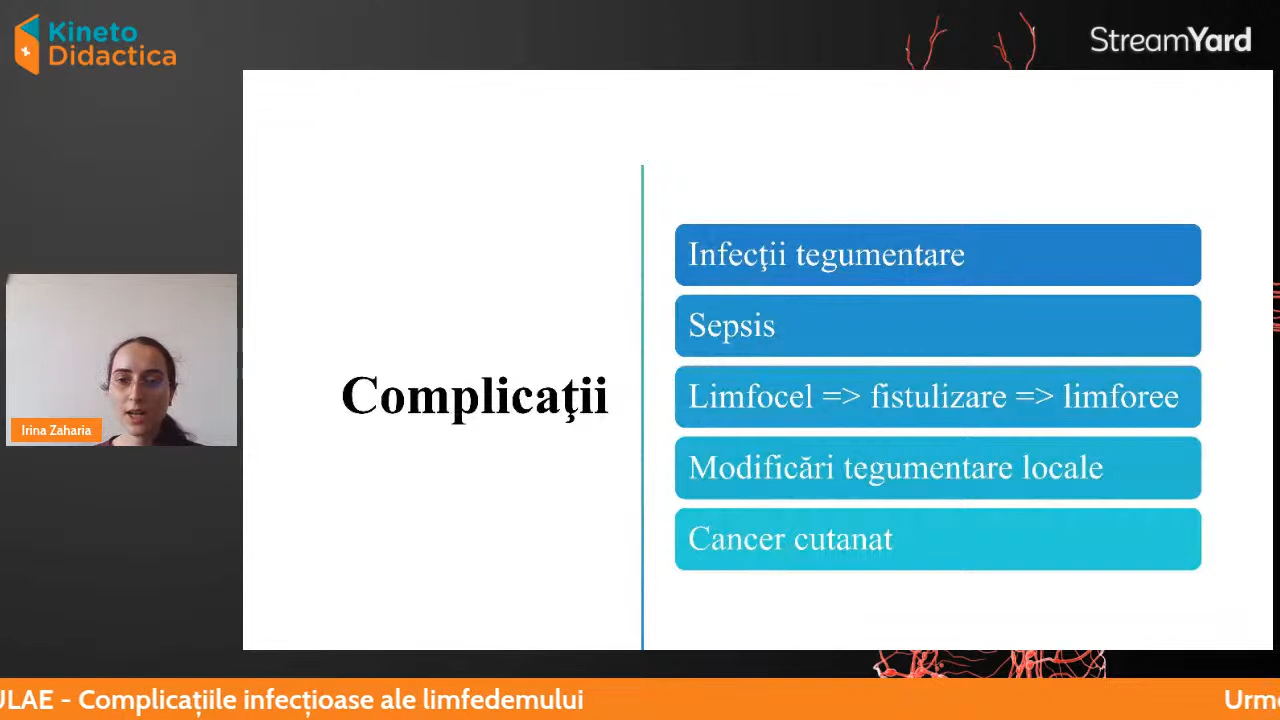 Kineto
Didactica
StreamYard
Infecţii tegumentare
Sepsis
Limfocel => fistulizare => limforee
Complicaţii
Modificări tegumentare locale
Cancer cutanat
Irina Zaharia
ULAE - Complicațiile infecțioase ale limfedemului
Urmă